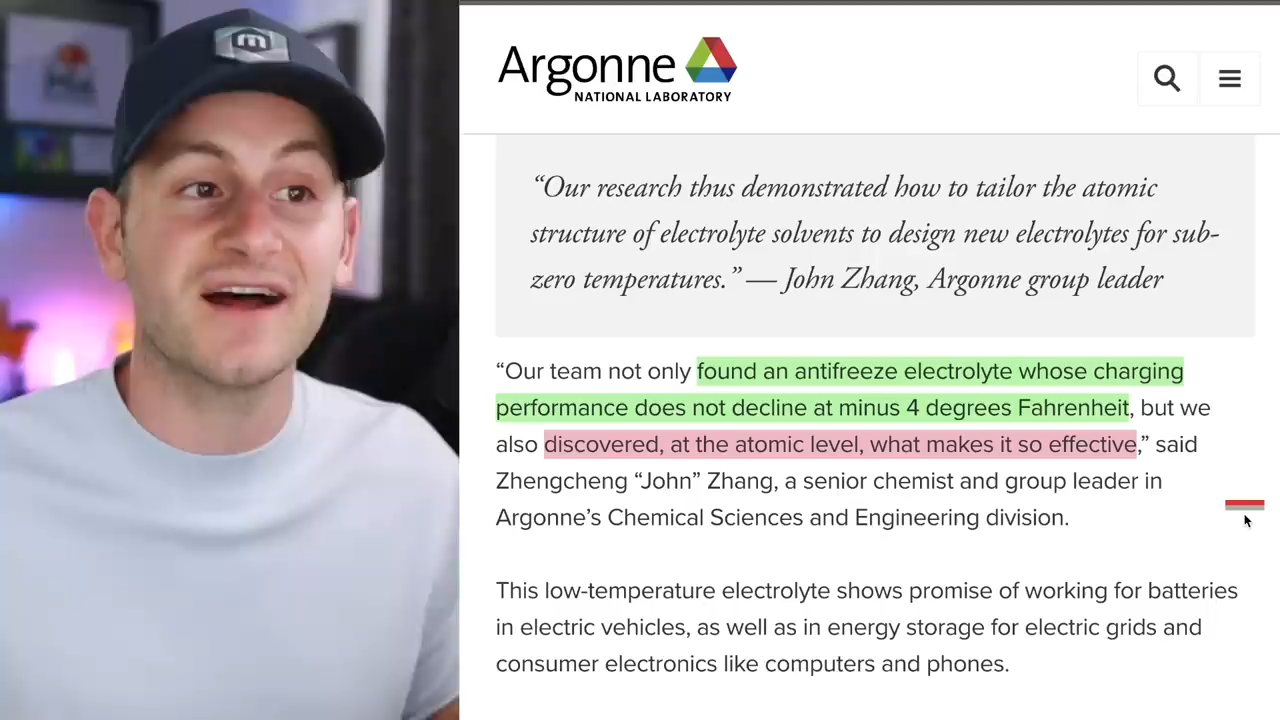 Argonne
NATIONAL LABORATORY
“Our research thus demonstrated how to tailor the atomic
structure of electrolyte solvents to design new electrolytes for sub-
zero temperatures.” — John Zhang, Argonne group leader
“Our team not only found an antifreeze electrolyte whose charging
performance does not decline at minus 4 degrees Fahrenheit, but we
also discovered, at the atomic level, what makes it so effective,” said
Zhengcheng “John” Zhang, a senior chemist and group leader in
Argonne’s Chemical Sciences and Engineering division.
This low-temperature electrolyte shows promise of working for batteries
in electric vehicles, as well as in energy storage for electric grids and
consumer electronics like computers and phones.